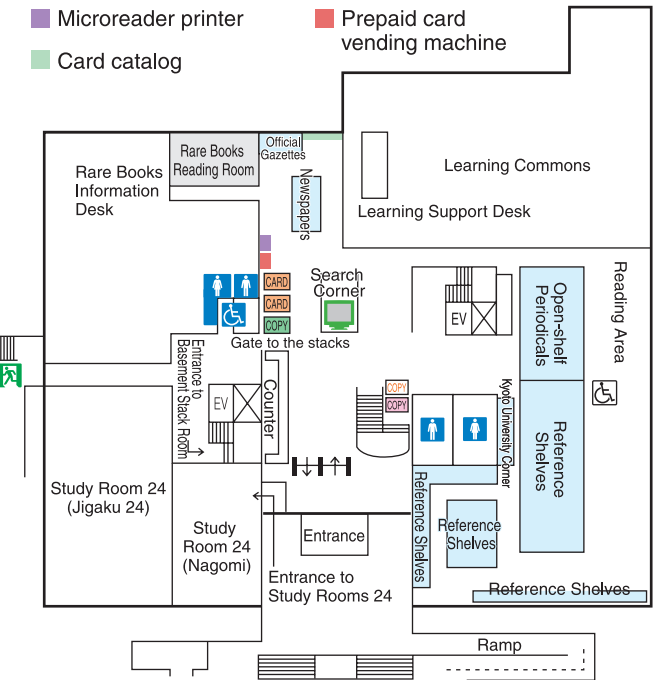 Microreader printer
Prepaid card
vending machine
Card catalog
Official
Gazettes
Rare Books
Reading Room
Rare Books
Information
Desk
Newspapers
Learning Commons
Learning Support Desk
CARD
CARD
COPY
Search
Corner
Gate to the stacks
EV
Open-shelf
Periodicals
Reading Area
Entrance to
Basement Stack Room
EV
Counter
COPY
COPY
Kyoto University Corner
Reference
Shelves
Study Room 24
(Jigaku 24)
Study
Room 24
(Nagomi)
Entrance
Entrance to
Study Rooms 24
Reference Shelves
Reference
Shelves
Reference Shelves
Ramp